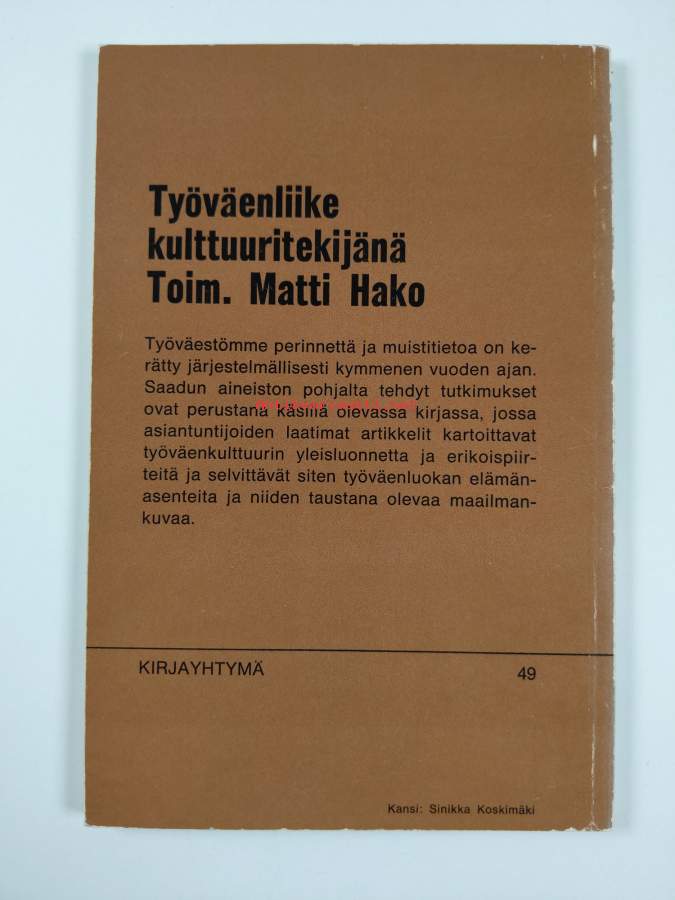 Työväenliike
kulttuuritekijänä
Toim. Matti Hako
Työväestömme perinnettä ja muistitietoa on ke-
rätty järjestelmällisesti kymmenen vuoden ajan.
Saadun aineiston pohjalta tehdyt tutkimukset
ovat perustana käsillä olevassa kirjassa, jossa
asiantuntijoiden laatimat artikkelit kartoittavat
työväenkulttuurin yleisluonnetta ja erikoispiir-
teitä ja selvittävät siten työväenluokan elämän-
asenteita ja niiden taustana olevaa maailman-
kuvaa.
KIRJAYHTYMÄ 49
Kansi: Sinikka Koskimäki